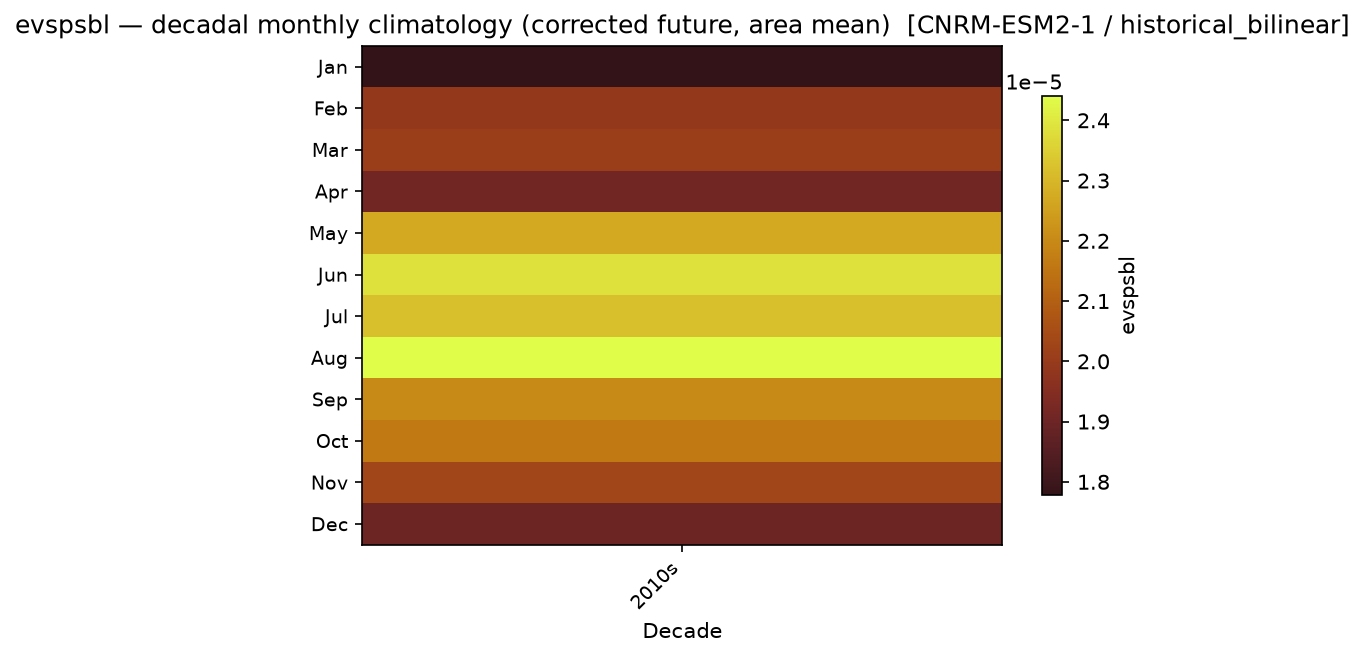 evspsbl — decadal monthly climatology (corrected future, area mean)  [CNRM-ESM2-1 / historical_bilinear]
Jan
Feb
Mar
Apr
May
Jun
Jul
Aug
Sep
Oct
Nov
Dec
2010s
Decade
1e−5
2.4
2.3
2.2
2.1
2.0
1.9
1.8
evspsbl